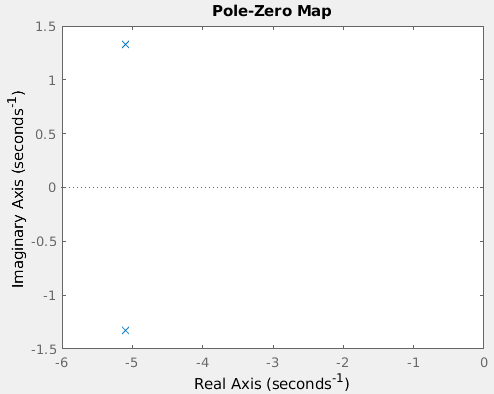 Pole-Zero Map
1.5
1
0.5
0
-0.5
-1
-1.5
Imaginary Axis (seconds⁻¹)
-6 -5 -4 -3 -2 -1 0
Real Axis (seconds⁻¹)